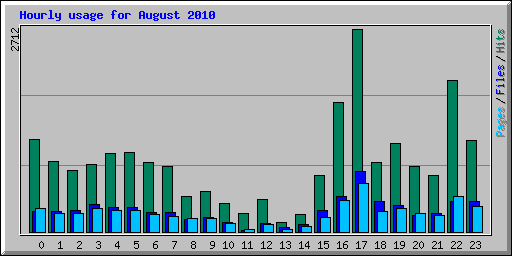 Hourly usage for August 2010
2712
Pages / Files / Hits
0 1 2 3 4 5 6 7 8 9 10 11 12 13 14 15 16 17 18 19 20 21 22 23